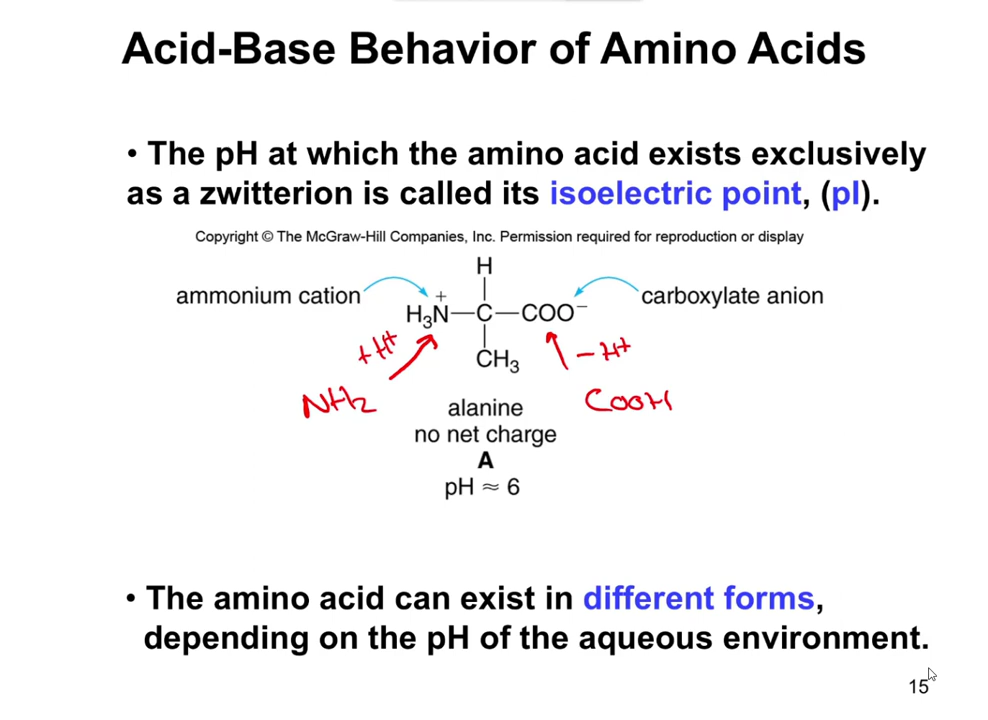 Acid-Base Behavior of Amino Acids
• The pH at which the amino acid exists exclusively
as a zwitterion is called its isoelectric point, (pI).
Copyright © The McGraw-Hill Companies, Inc. Permission required for reproduction or display
H
ammonium cation
+
H₃N—C—COO⁻
carboxylate anion
+H+
CH₃
-H+
NH₂
COOH
alanine
no net charge
A
pH ≈ 6
• The amino acid can exist in different forms,
depending on the pH of the aqueous environment.
15